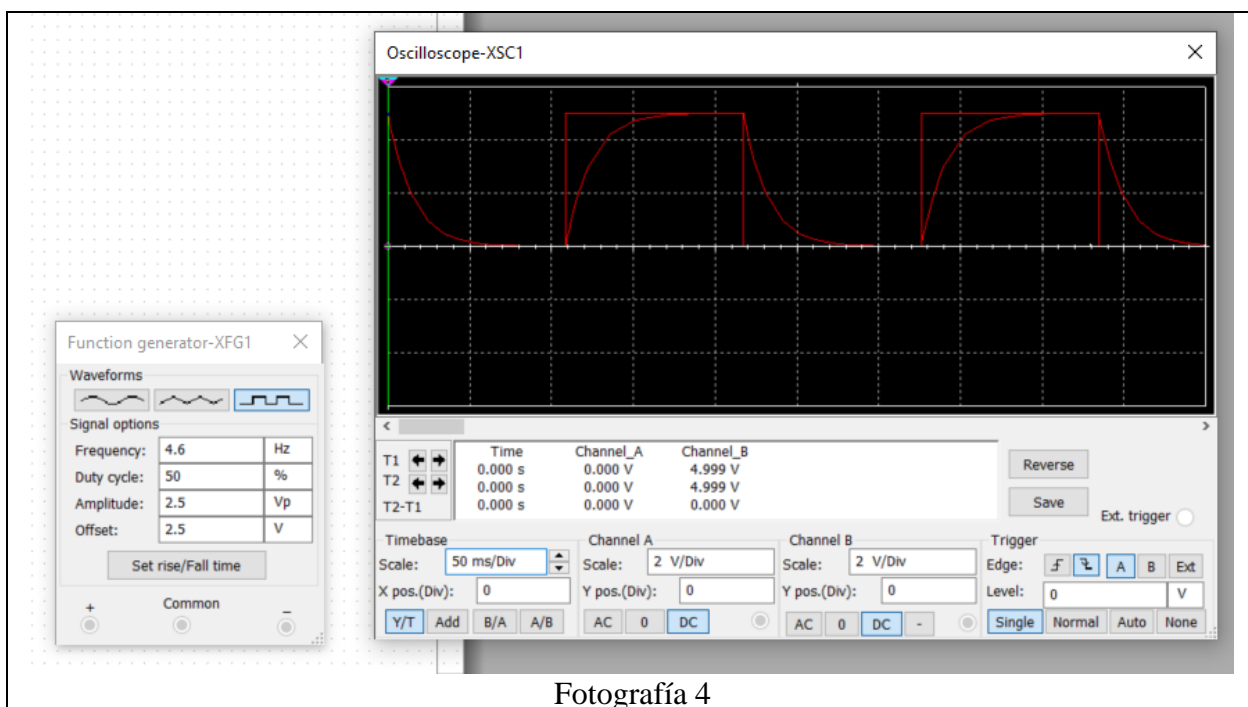 Oscilloscope-XSC1
Function generator-XFG1
Waveforms
Signal options
Frequency: 4.6 Hz
Duty cycle: 50 %
Amplitude: 2.5 Vp
Offset: 2.5 V
Set rise/Fall time
+ Common −
Time Channel_A Channel_B
T1 0.000 s 0.000 V 4.999 V
T2 0.000 s 0.000 V 4.999 V
T2-T1 0.000 s 0.000 V 0.000 V
Reverse
Save
Ext. trigger
Timebase
Scale: 50 ms/Div
X pos.(Div): 0
Y/T Add B/A A/B
Channel A
Scale: 2 V/Div
Y pos.(Div): 0
AC 0 DC
Channel B
Scale: 2 V/Div
Y pos.(Div): 0
AC 0 DC -
Trigger
Edge: A B Ext
Level: 0 V
Single Normal Auto None
Fotografía 4